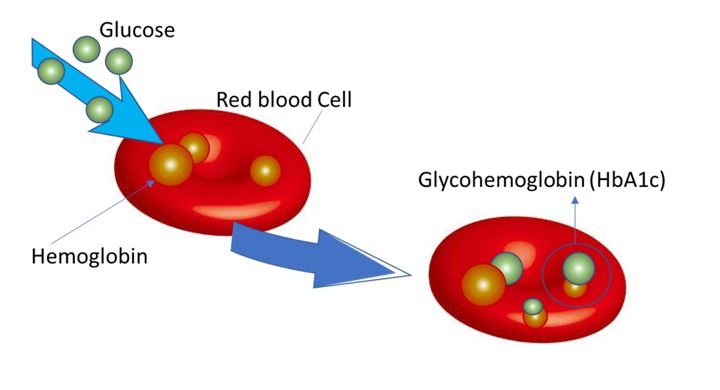 Glucose
Red blood Cell
Glycohemoglobin (HbA1c)
Hemoglobin